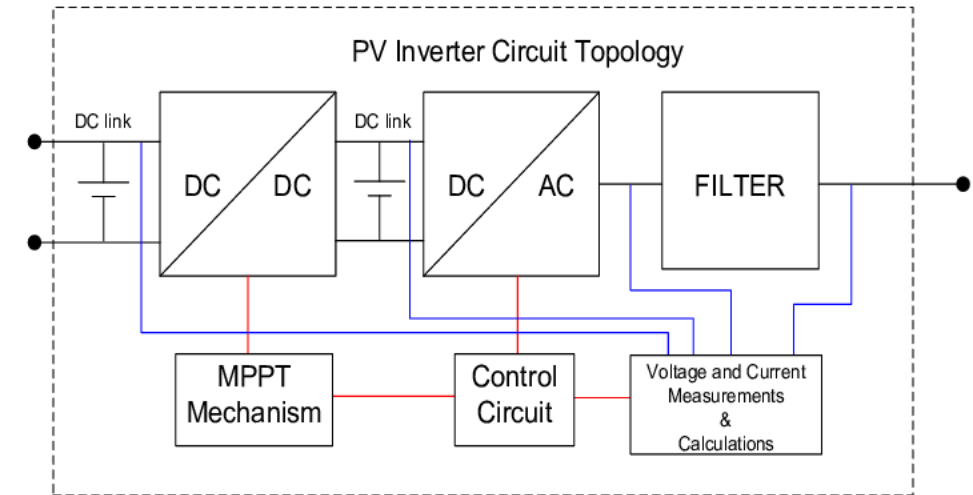 PV Inverter Circuit Topology
DC link
DC link
DC
DC
DC
AC
FILTER
MPPT
Mechanism
Control
Circuit
Voltage and Current
Measurements
&
Calculations